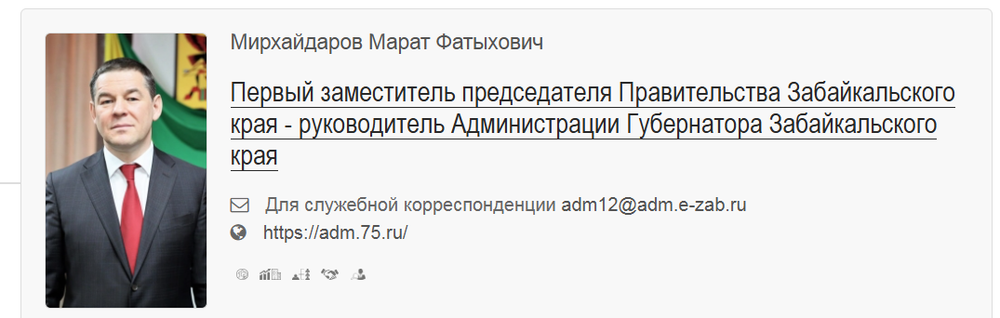 Мирхайдаров Марат Фатыхович
Первый заместитель председателя Правительства Забайкальского
края - руководитель Администрации Губернатора Забайкальского
края
Для служебной корреспонденции adm12@adm.e-zab.ru
https://adm.75.ru/